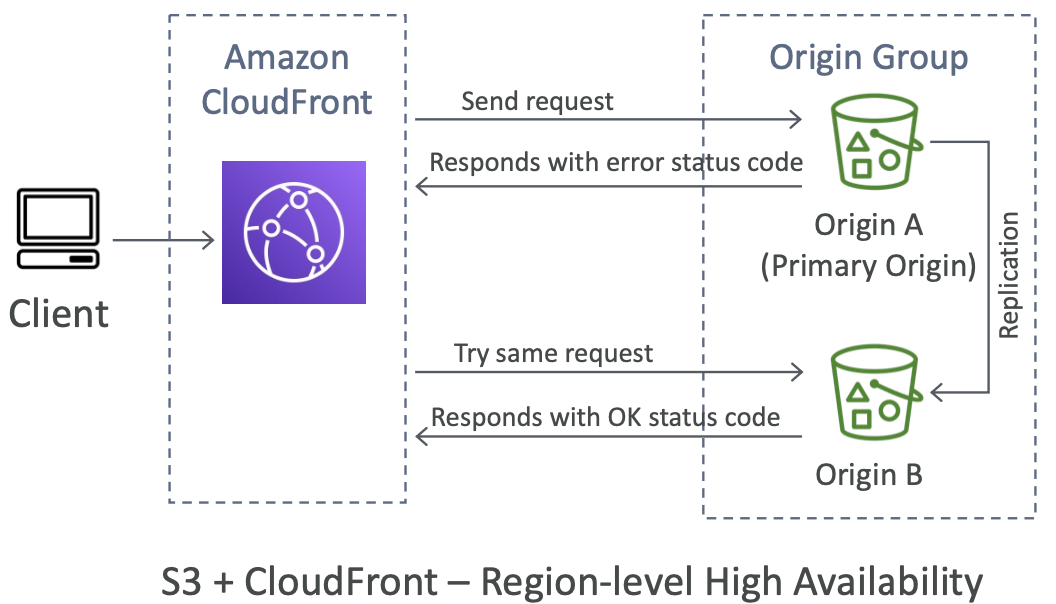 Amazon
CloudFront
Origin Group
Send request
Responds with error status code
Origin A
(Primary Origin)
Replication
Client
Try same request
Responds with OK status code
Origin B
S3 + CloudFront – Region-level High Availability